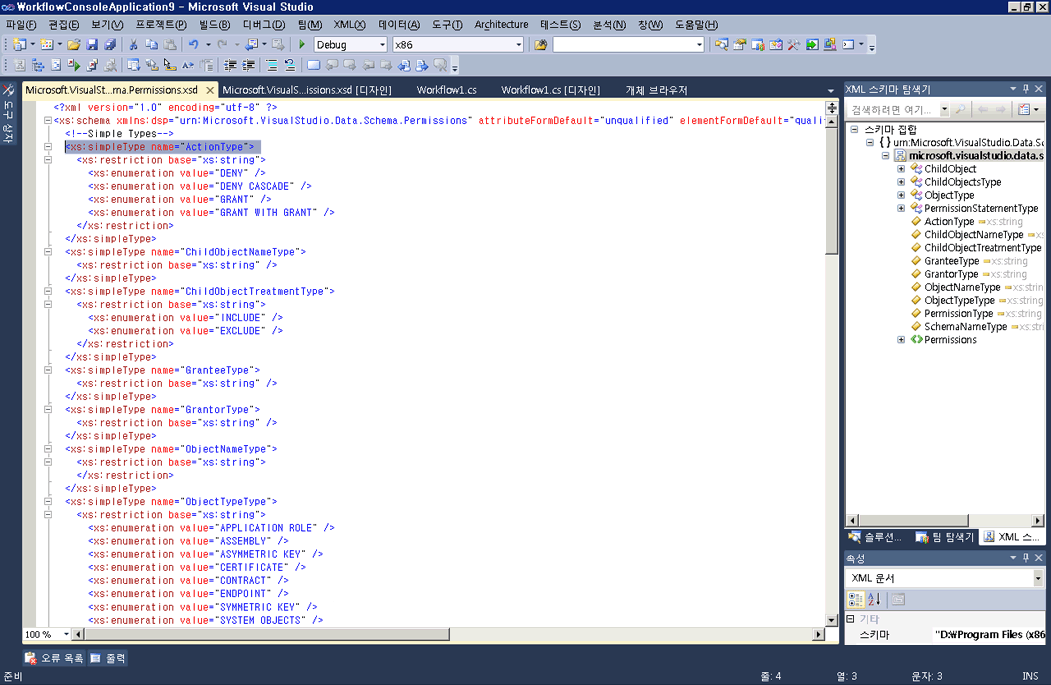 WorkflowConsoleApplication9 - Microsoft Visual Studio
파일(F) 편집(E) 보기(V) 프로젝트(P) 빌드(B) 디버그(D) 팀(M) XML(X) 데이터(A) 도구(T) Architecture 테스트(S) 분석(N) 창(W) 도움말(H)
Debug x86
도구 상자
Microsoft.VisualSt...rna.Permissions.xsd Microsoft.VisualSt...issions.xsd [디자인] Workflow1.cs Workflow1.cs [디자인] 개체 브라우저
<?xml version="1.0" encoding="utf-8" ?>
<xs:schema xmlns:dsp="urn:Microsoft.VisualStudio.Data.Schema.Permissions" attributeFormDefault="unqualified" elementFormDefault="quali
<!--Simple Types-->
<xs:simpleType name="ActionType">
<xs:restriction base="xs:string">
<xs:enumeration value="DENY" />
<xs:enumeration value="DENY CASCADE" />
<xs:enumeration value="GRANT" />
<xs:enumeration value="GRANT WITH GRANT" />
</xs:restriction>
</xs:simpleType>
<xs:simpleType name="ChildObjectNameType">
<xs:restriction base="xs:string" />
</xs:simpleType>
<xs:simpleType name="ChildObjectTreatmentType">
<xs:restriction base="xs:string">
<xs:enumeration value="INCLUDE" />
<xs:enumeration value="EXCLUDE" />
</xs:restriction>
</xs:simpleType>
<xs:simpleType name="GranteeType">
<xs:restriction base="xs:string" />
</xs:simpleType>
<xs:simpleType name="GrantorType">
<xs:restriction base="xs:string" />
</xs:simpleType>
<xs:simpleType name="ObjectNameType">
<xs:restriction base="xs:string">
</xs:restriction>
</xs:simpleType>
<xs:simpleType name="ObjectTypeType">
<xs:restriction base="xs:string">
<xs:enumeration value="APPLICATION ROLE" />
<xs:enumeration value="ASSEMBLY" />
<xs:enumeration value="ASYMMETRIC KEY" />
<xs:enumeration value="CERTIFICATE" />
<xs:enumeration value="CONTRACT" />
<xs:enumeration value="ENDPOINT" />
<xs:enumeration value="SYMMETRIC KEY" />
<xs:enumeration value="SYSTEM OBJECTS" />
100 %
XML 스키마 탐색기
검색하려면 여기...
스키마 집합
{} urn:Microsoft.VisualStudio.Data.Sc
microsoft.visualstudio.data.s
ChildObject
ChildObjectsType
ObjectType
PermissionStatementType
ActionType xs:string
ChildObjectNameType xs
ChildObjectTreatmentType
GranteeType xs:string
GrantorType xs:string
ObjectNameType xs:strin
ObjectTypeType xs:string
PermissionType xs:string
SchemaNameType xs:str
Permissions
솔루션... 팀 탐색기 XML 스...
속성
XML 문서
기타
스키마 "D:₩Program Files (x86
오류 목록 출력
준비 줄: 4 열: 3 문자: 3 INS